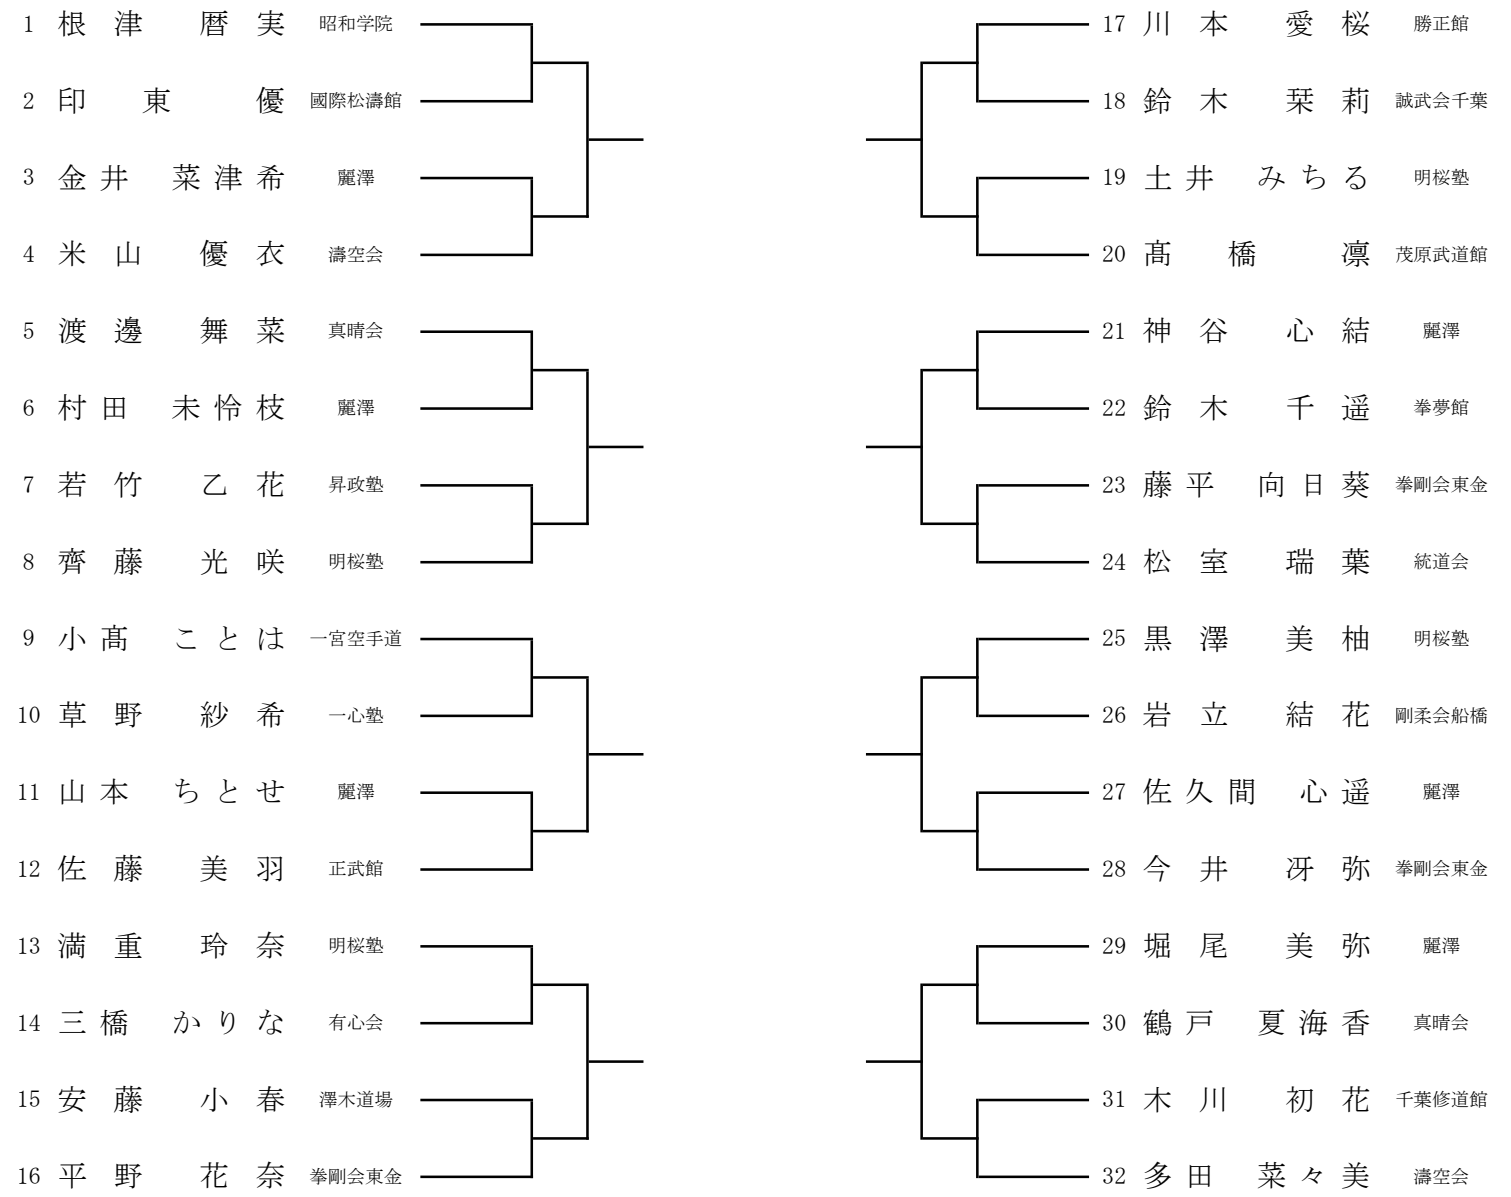 1 根津 暦実 昭和学院
2 印東 優 國際松濤館
3 金井 菜津希 麗澤
4 米山 優衣 濤空会
5 渡邊 舞菜 真晴会
6 村田 未怜枝 麗澤
7 若竹 乙花 昇政塾
8 齊藤 光咲 明桜塾
9 小髙 ことは 一宮空手道
10 草野 紗希 一心塾
11 山本 ちとせ 麗澤
12 佐藤 美羽 正武館
13 満重 玲奈 明桜塾
14 三橋 かりな 有心会
15 安藤 小春 澤木道場
16 平野 花奈 拳剛会東金
17 川本 愛桜 勝正館
18 鈴木 栞莉 誠武会千葉
19 土井 みちる 明桜塾
20 髙橋 凛 茂原武道館
21 神谷 心結 麗澤
22 鈴木 千遥 拳夢館
23 藤平 向日葵 拳剛会東金
24 松室 瑞葉 統道会
25 黒澤 美柚 明桜塾
26 岩立 結花 剛柔会船橋
27 佐久間 心遥 麗澤
28 今井 冴弥 拳剛会東金
29 堀尾 美弥 麗澤
30 鶴戸 夏海香 真晴会
31 木川 初花 千葉修道館
32 多田 菜々美 濤空会